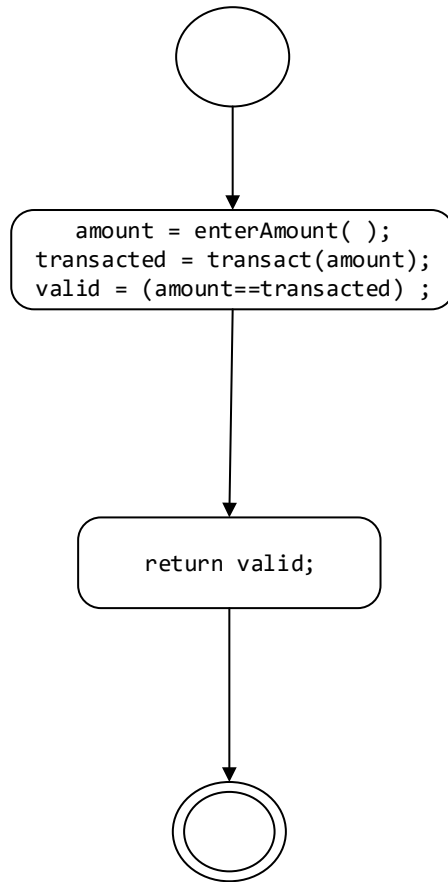 amount = enterAmount( );
transacted = transact(amount);
valid = (amount==transacted) ;
return valid;